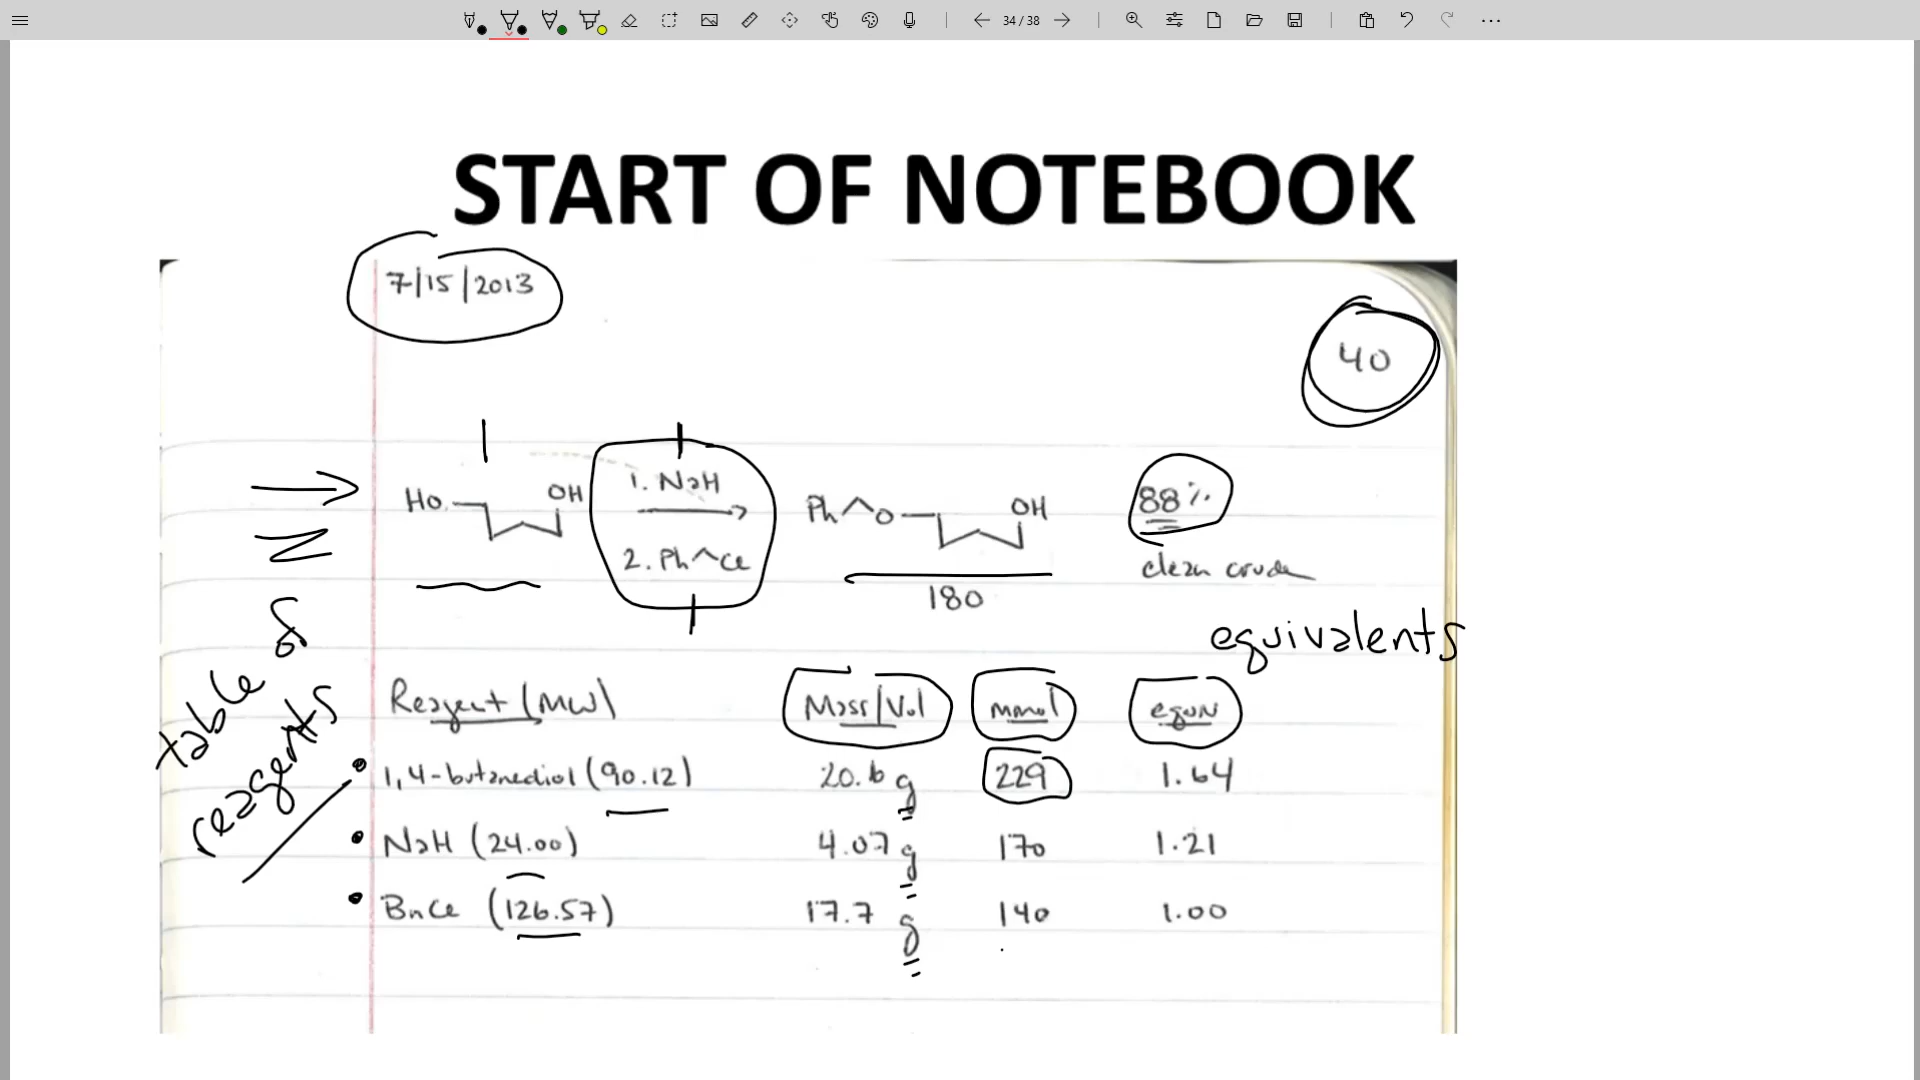 34 / 38
START OF NOTEBOOK
7/15/2013
40
HO OH 1. NaH 2. Ph Cl Ph O OH 88%
clean crude
180
equivalents
table of reagents
Reagent (MW) Mass/Vol mmol equiv
1,4-butanediol (90.12) 20.6 g 229 1.64
NaH (24.00) 4.07 g 170 1.21
BnCl (126.57) 17.7 g 140 1.00